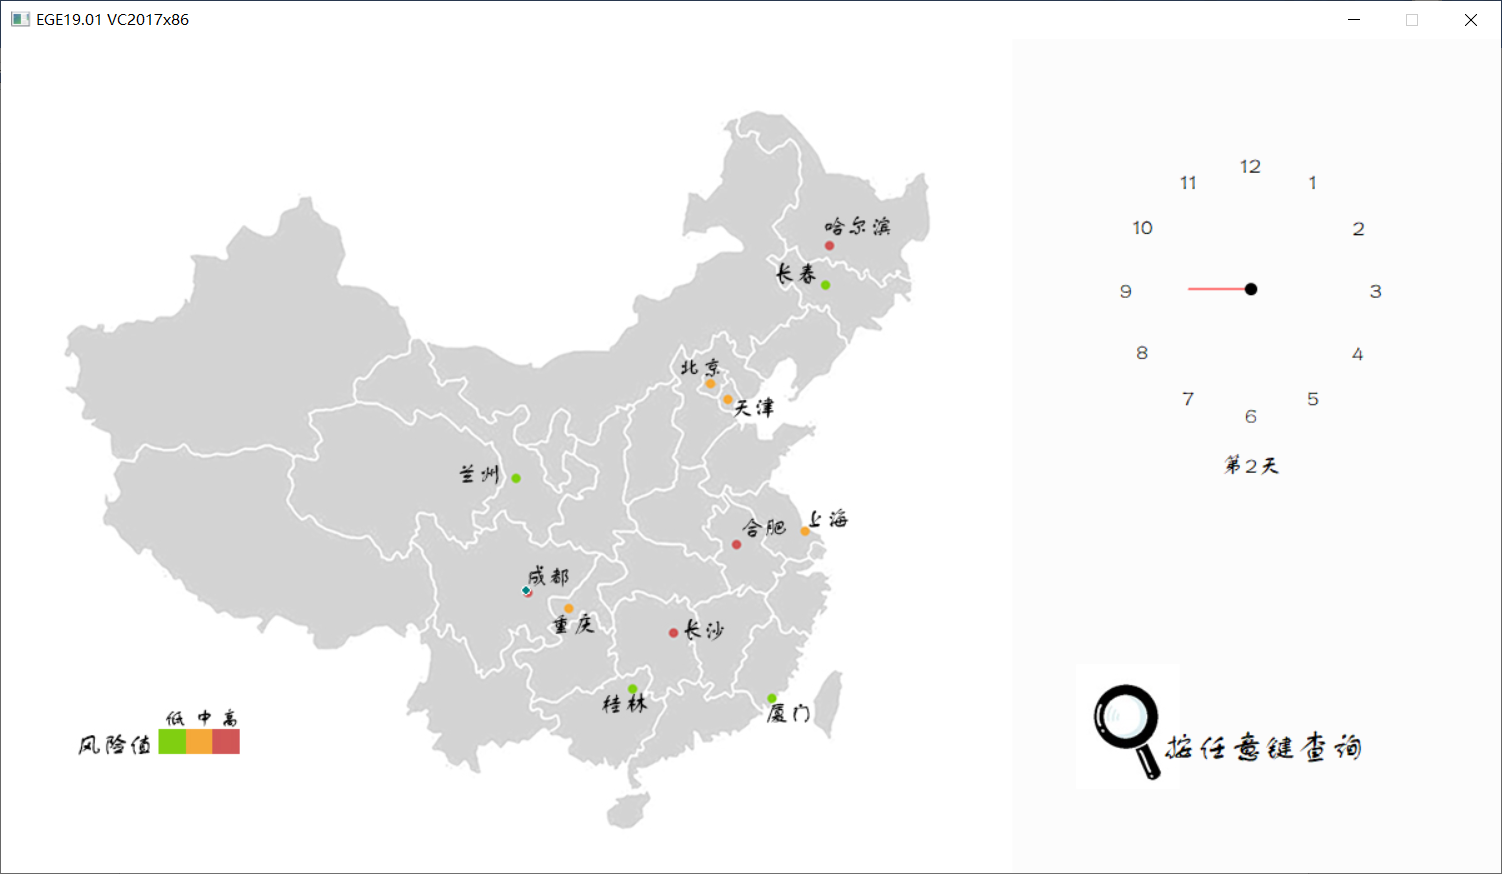 EGE19.01 VC2017x86
哈尔滨
长春
北京
天津
兰州
合肥
上海
成都
重庆
长沙
桂林
厦门
低 中 高
风险值
12
11
1
10
2
9
3
8
4
7
5
6
第2天
按任意键查询